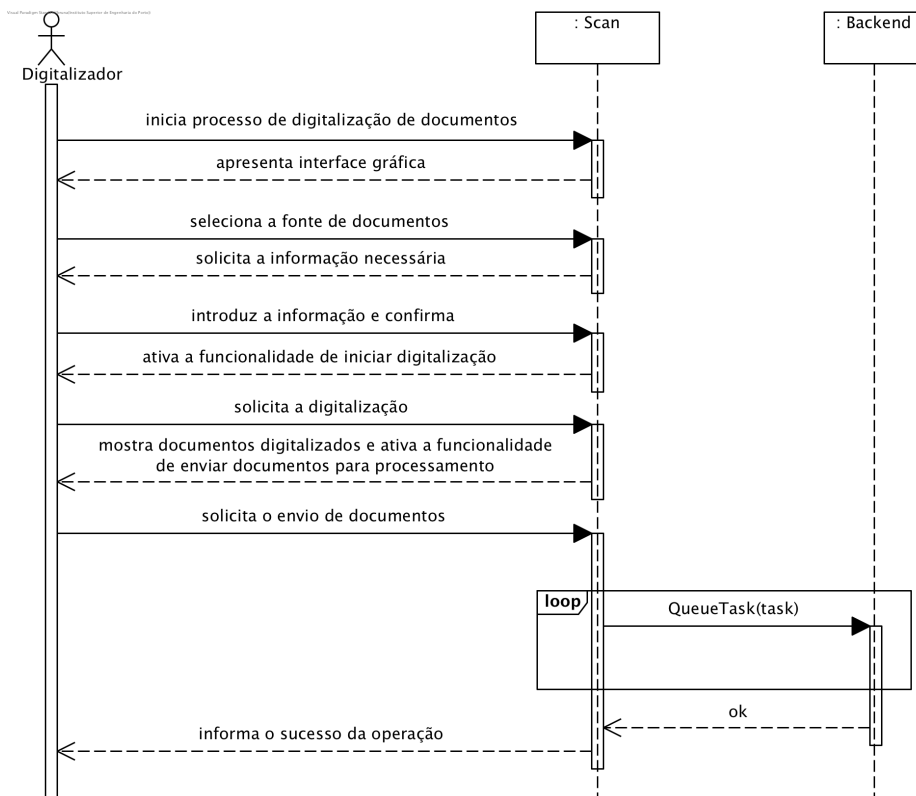 : Scan
: Backend
Digitalizador
inicia processo de digitalização de documentos
apresenta interface gráfica
seleciona a fonte de documentos
solicita a informação necessária
introduz a informação e confirma
ativa a funcionalidade de iniciar digitalização
solicita a digitalização
mostra documentos digitalizados e ativa a funcionalidade
de enviar documentos para processamento
solicita o envio de documentos
loop
QueueTask(task)
ok
informa o sucesso da operação